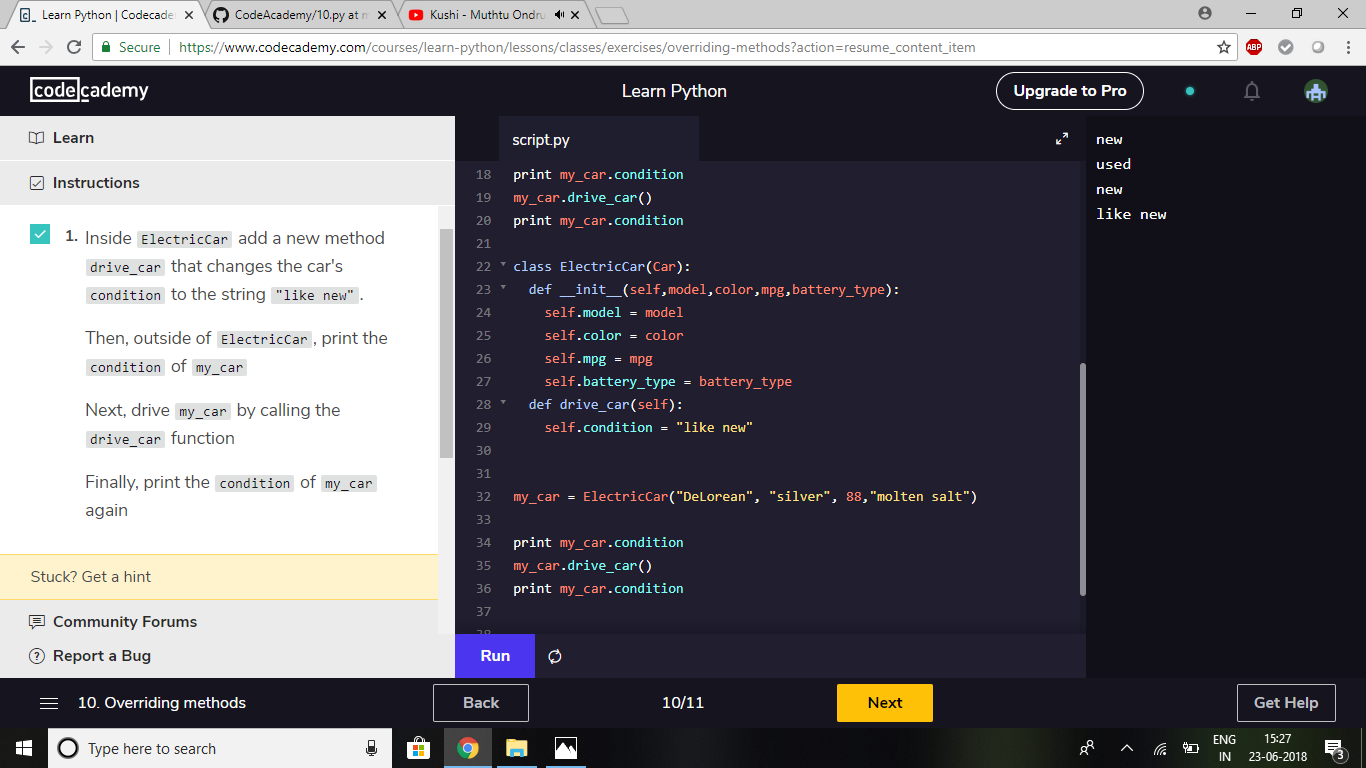 Learn Python | Codecade
CodeAcademy/10.py at m
Kushi - Muthtu Ondru
Secure
https://www.codecademy.com/courses/learn-python/lessons/classes/exercises/overriding-methods?action=resume_content_item
ABP
codecademy
Learn Python
Upgrade to Pro
Learn
Instructions
1. Inside ElectricCar add a new method
drive_car that changes the car's
condition to the string "like new".
Then, outside of ElectricCar, print the
condition of my_car
Next, drive my_car by calling the
drive_car function
Finally, print the condition of my_car
again
Stuck? Get a hint
Community Forums
Report a Bug
script.py
18 print my_car.condition
19 my_car.drive_car()
20 print my_car.condition
21
22 class ElectricCar(Car):
23 def __init__(self,model,color,mpg,battery_type):
24 self.model = model
25 self.color = color
26 self.mpg = mpg
27 self.battery_type = battery_type
28 def drive_car(self):
29 self.condition = "like new"
30
31
32 my_car = ElectricCar("DeLorean", "silver", 88,"molten salt")
33
34 print my_car.condition
35 my_car.drive_car()
36 print my_car.condition
37
38
Run
new
used
new
like new
10. Overriding methods
Back
10/11
Next
Get Help
Type here to search
ENG
IN
15:27
23-06-2018
3